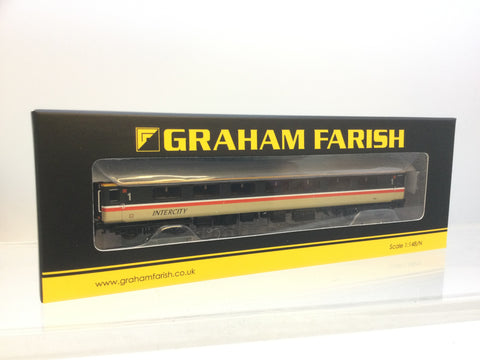 GRAHAM FARISH
INTERCITY
www.grahamfarish.co.uk
Scale 1:148/N